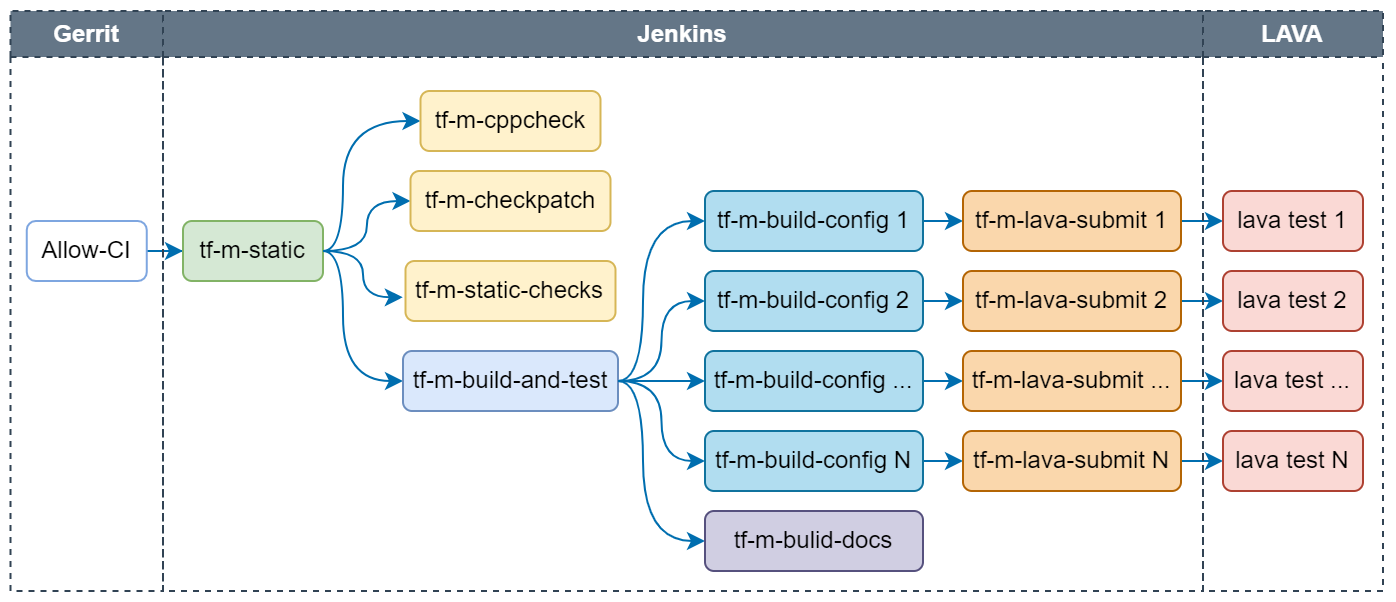 Gerrit
Jenkins
LAVA
Allow-CI
tf-m-static
tf-m-cppcheck
tf-m-checkpatch
tf-m-static-checks
tf-m-build-and-test
tf-m-build-config 1
tf-m-lava-submit 1
lava test 1
tf-m-build-config 2
tf-m-lava-submit 2
lava test 2
tf-m-build-config ...
tf-m-lava-submit ...
lava test ...
tf-m-build-config N
tf-m-lava-submit N
lava test N
tf-m-bulid-docs